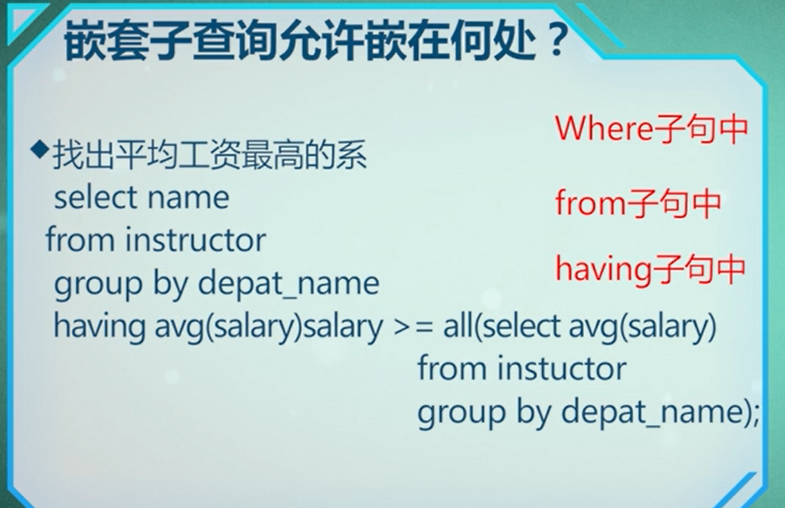 嵌套子查询允许嵌在何处？
Where子句中
◆找出平均工资最高的系
select name
from子句中
from instructor
having子句中
group by depat_name
having avg(salary)salary >= all(select avg(salary)
from instuctor
group by depat_name);